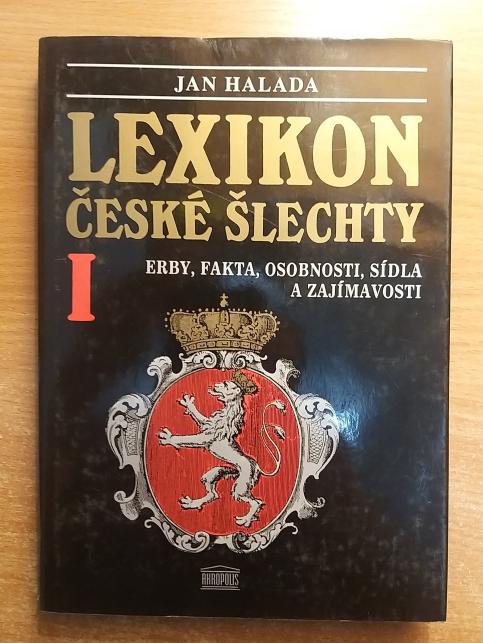 JAN HALADA
LEXIKON
ČESKÉ ŠLECHTY
I
ERBY, FAKTA, OSOBNOSTI, SÍDLA
A ZAJÍMAVOSTI
AKROPOLIS